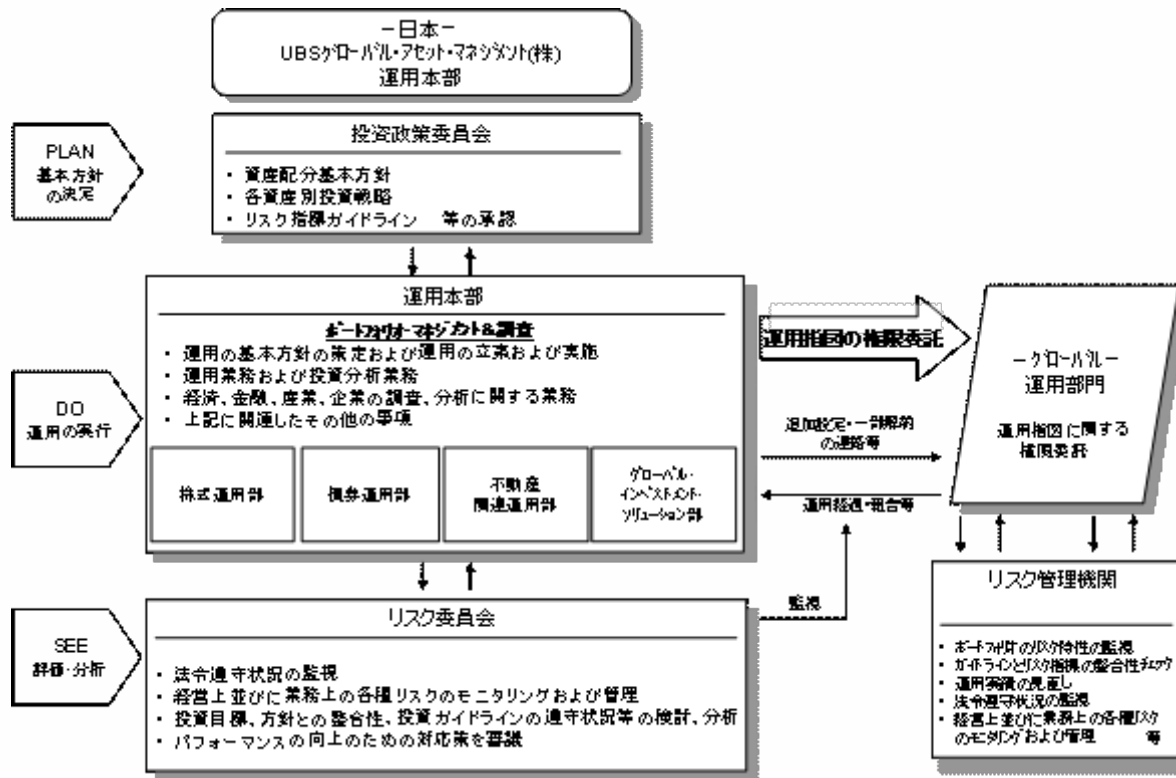 －日本－
UBSｸﾞﾛｰﾊﾞﾙ・ｱｾｯﾄ・ﾏﾈｼﾞﾒﾝﾄ(株)
運用本部
PLAN
基本方針
の決定
投資政策委員会
・ 資産配分基本方針
・ 各資産別投資戦略
・ リスク指標ガイドライン　等の承認
DO
運用の実行
運用本部
ﾎﾟｰﾄﾌｫﾘｵｰﾏﾈｼﾞﾒﾝﾄ&調査
・ 運用の基本方針の策定および運用の立案および実施
・ 運用業務および投資分析業務
・ 経済、金融、産業、企業の調査、分析に関する業務
・ 上記に関連したその他の事項
株式運用部
債券運用部
不動産
関連運用部
ｸﾞﾛｰﾊﾞﾙ・
ｲﾝﾍﾞｽﾄﾒﾝﾄ・
ｿﾘｭｰｼｮﾝ部
運用指図の権限委託
追加設定・一部解約
の連絡等
運用経過・報告等
－ｸﾞﾛｰﾊﾞﾙ－
運用部門
運用指図に関する
権限委託
SEE
評価・分析
リスク委員会
・ 法令遵守状況の監視
・ 経営上並びに業務上の各種リスクのモニタリングおよび管理
・ 投資目標、方針との整合性、投資ガイドラインの遵守状況等の検討、分析
・ パフォーマンスの向上のための対応策を審議
監視
リスク管理機関
・ ﾎﾟｰﾄﾌｫﾘｵのﾘｽｸ特性の監視
・ ｶﾞｲﾄﾞﾗｲﾝとﾘｽｸ指標の整合性ﾁｪｯｸ
・ 運用実績の見直し
・ 法令遵守状況の監視
・ 経営上並びに業務上の各種ﾘｽｸ
のﾓﾆﾀﾘﾝｸﾞおよび管理　等